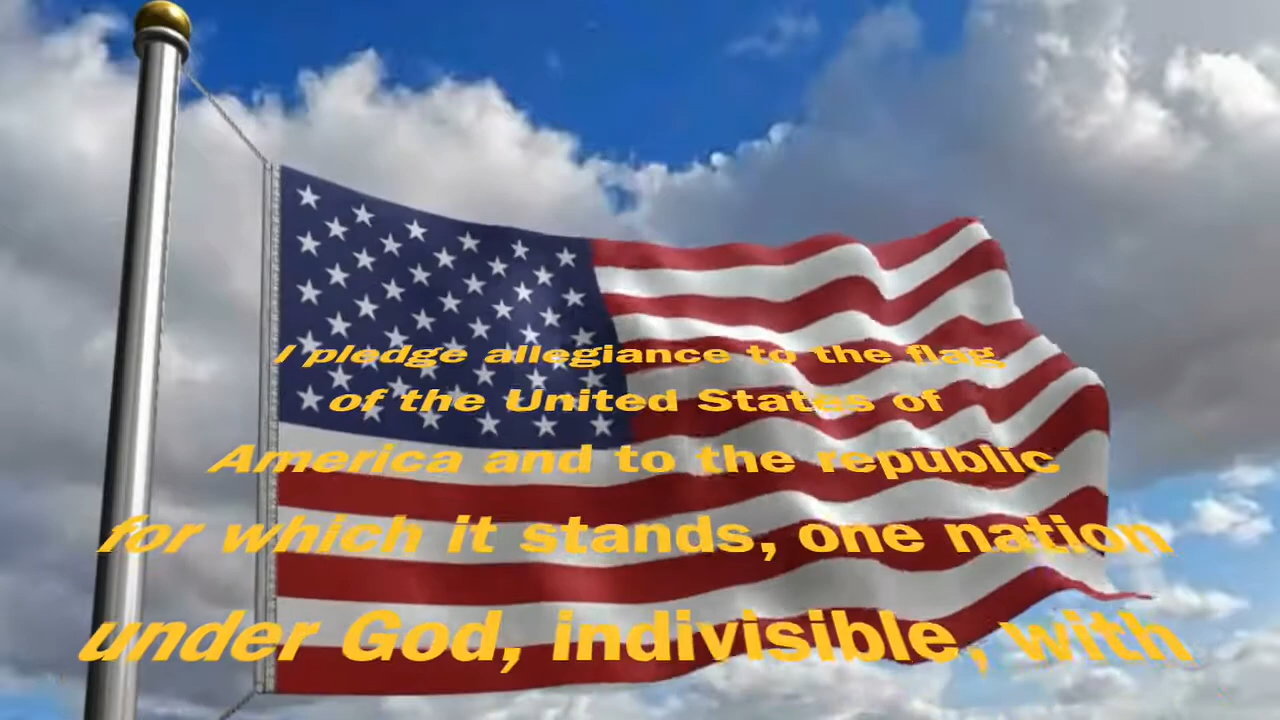 I pledge allegiance to the flag
of the United States of
America and to the republic
for which it stands, one nation
under God, indivisible, with